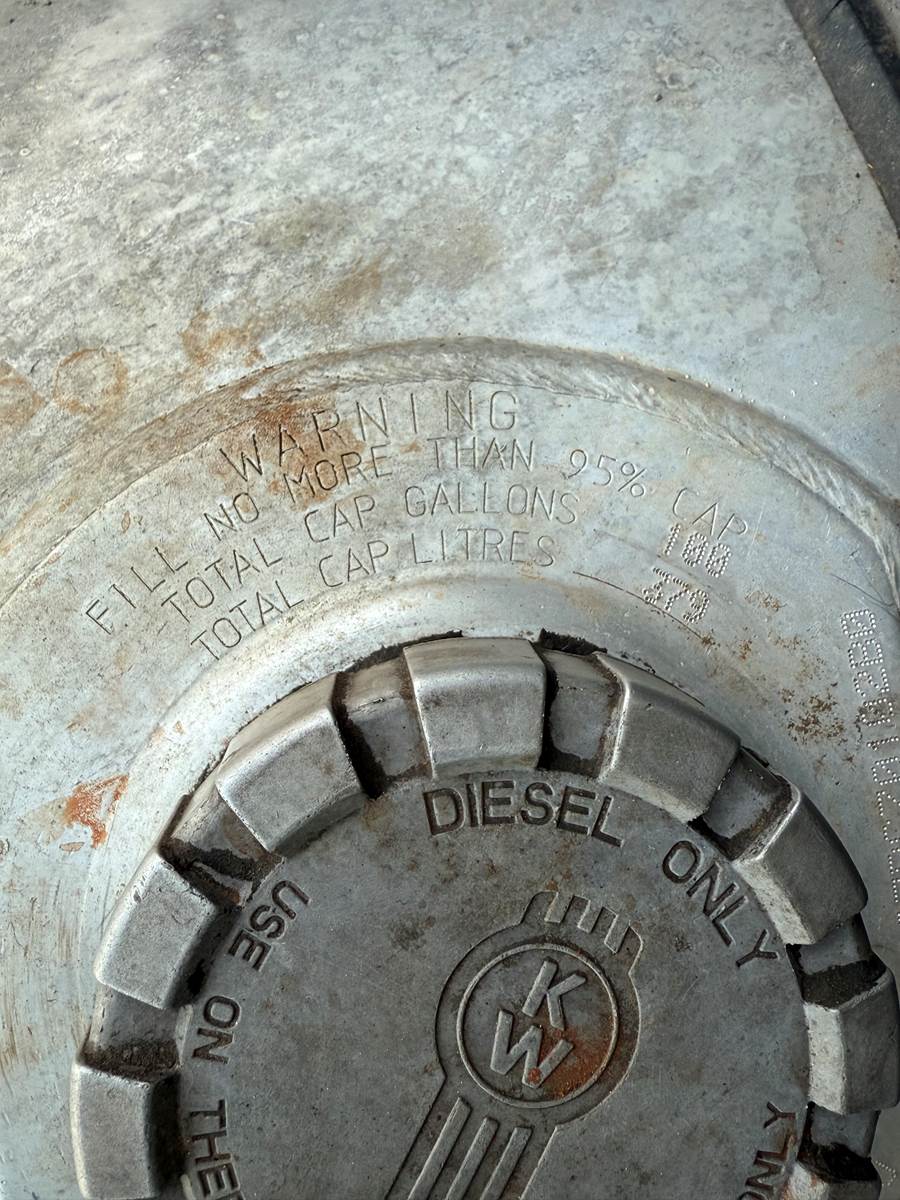 WARNING
FILL NO MORE THAN 95% CAP
TOTAL CAP GALLONS 100
TOTAL CAP LITRES 379
DIESEL ONLY
USE ON THE
NLY
KW